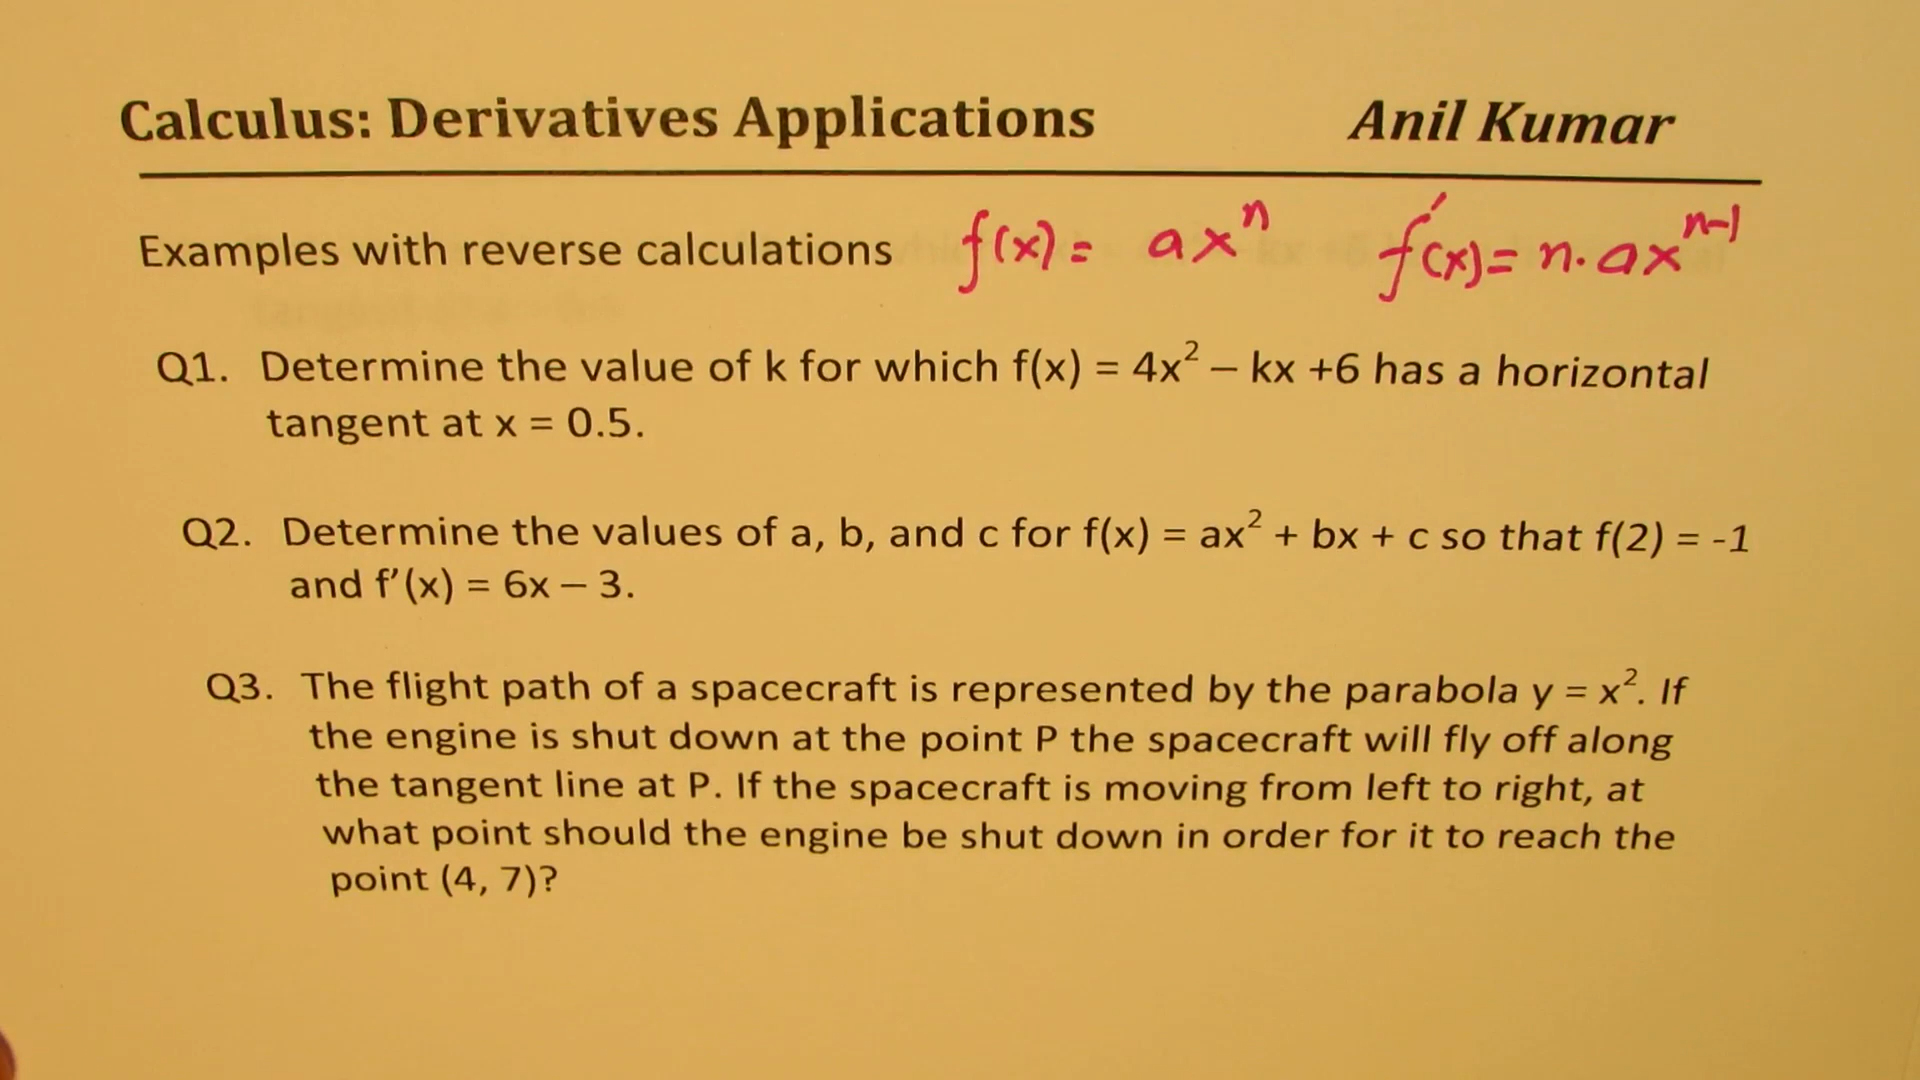 Calculus: Derivatives Applications Anil Kumar
Examples with reverse calculations f(x) = axⁿ f′(x) = n·axⁿ⁻¹
Q1. Determine the value of k for which f(x) = 4x² – kx +6 has a horizontal
tangent at x = 0.5.
Q2. Determine the values of a, b, and c for f(x) = ax² + bx + c so that f(2) = -1
and f′(x) = 6x – 3.
Q3. The flight path of a spacecraft is represented by the parabola y = x². If
the engine is shut down at the point P the spacecraft will fly off along
the tangent line at P. If the spacecraft is moving from left to right, at
what point should the engine be shut down in order for it to reach the
point (4, 7)?